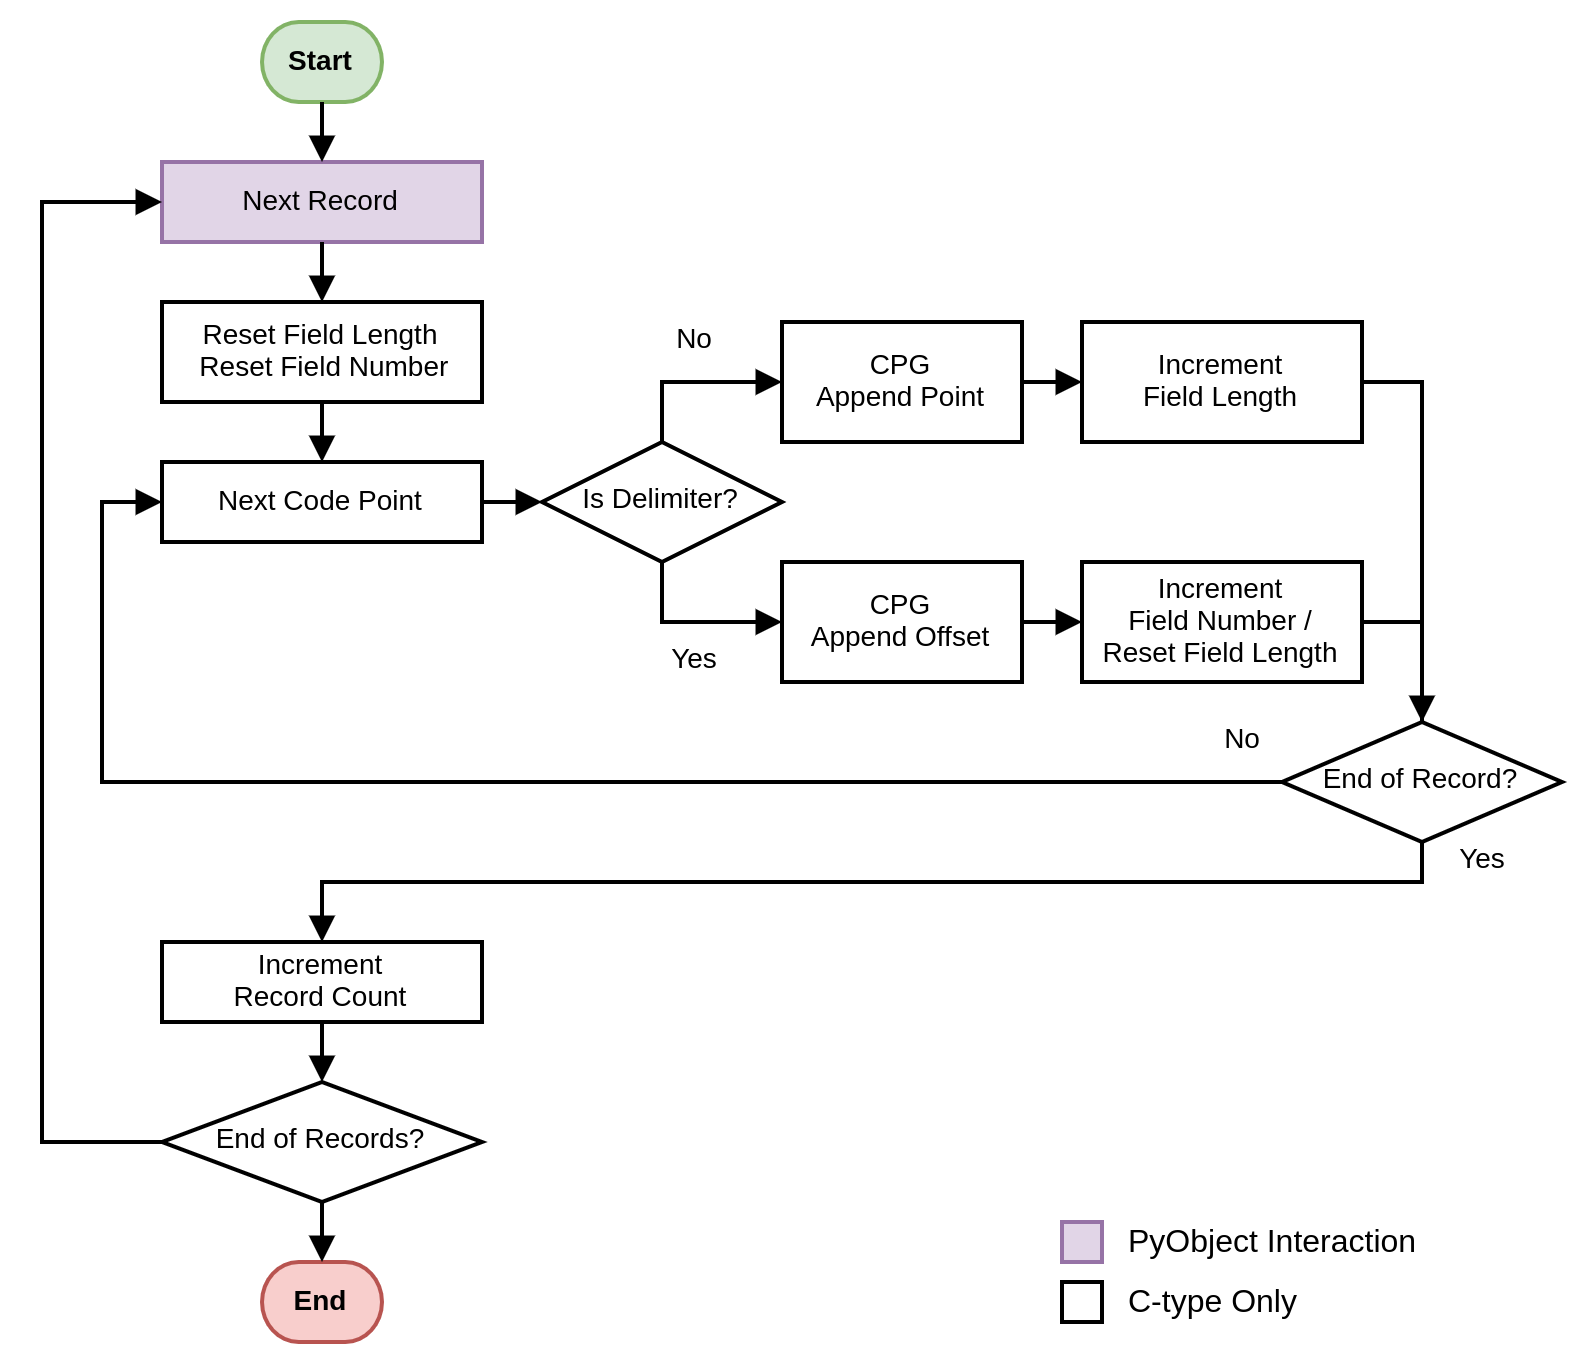 Start
Next Record
Reset Field Length
Reset Field Number
Next Code Point
Is Delimiter?
No
CPG
Append Point
Increment
Field Length
Yes
CPG
Append Offset
Increment
Field Number /
Reset Field Length
No
End of Record?
Yes
Increment
Record Count
End of Records?
End
PyObject Interaction
C-type Only